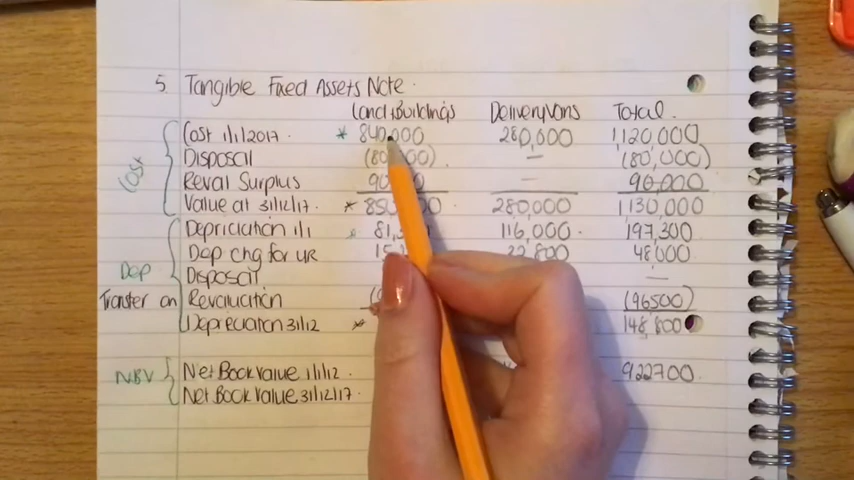 5 Tangible Fixed Assets Note.
Land & Buildings Delivery Vans Total.
Cost Cost 1/1/2017. * 840,000 280,000 1,120,000.
Disposal — (80,000)
Reval Surplus — 90,000
Value at 31/12/17. * 280,000 1,130,000
Dep Depriciation 1/1 116,000. 197,300
Dep chg for yr 48,000
Disposal —
Transfer on Revaluation (96500)
Depreciation 31/12 * 148,800
NBV Net Book Value 1/1/12. 922700.
Net Book Value 31/12/17.